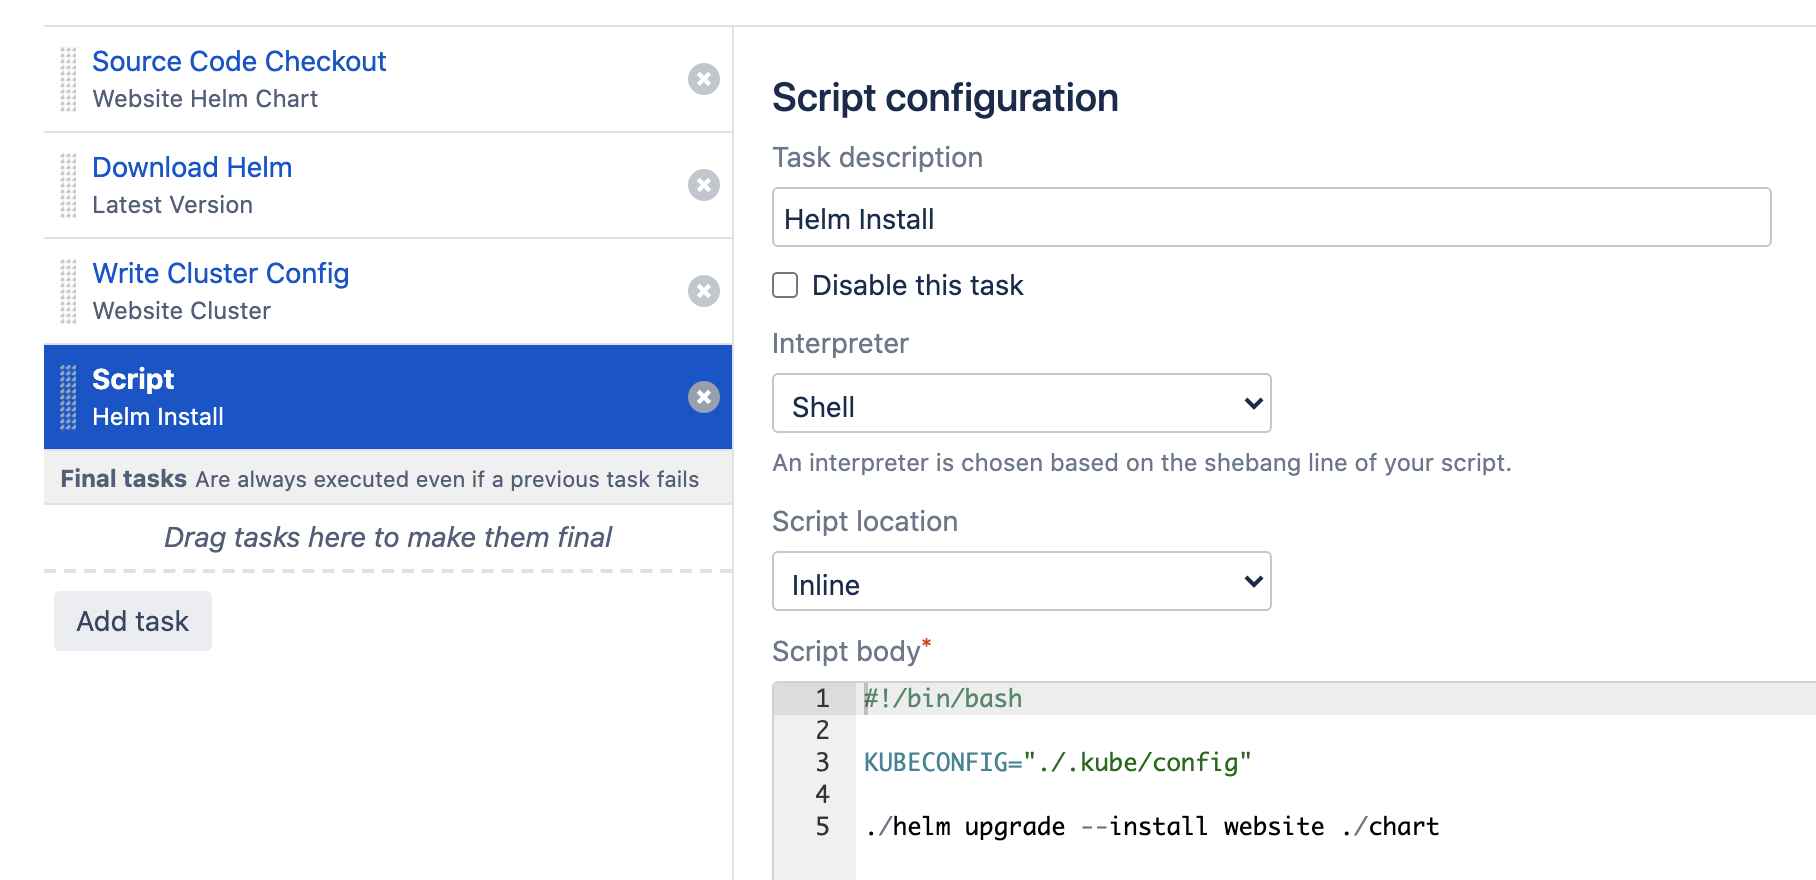 Source Code Checkout
Website Helm Chart
Download Helm
Latest Version
Write Cluster Config
Website Cluster
Script
Helm Install
Final tasks Are always executed even if a previous task fails
Drag tasks here to make them final
Add task
Script configuration
Task description
Helm Install
Disable this task
Interpreter
Shell
An interpreter is chosen based on the shebang line of your script.
Script location
Inline
Script body*
1 #!/bin/bash
2
3 KUBECONFIG="./.kube/config"
4
5 ./helm upgrade --install website ./chart